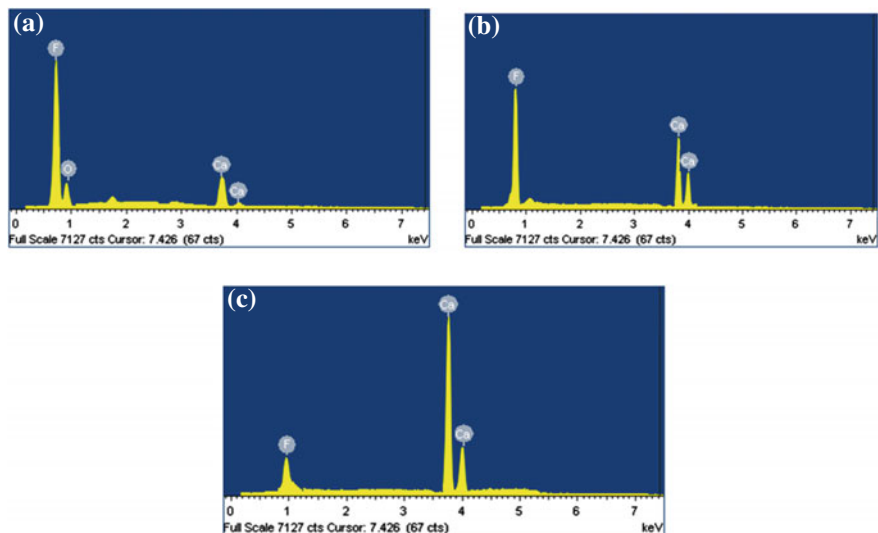 (a)
F
O
Ca
Ca
0 1 2 3 4 5 6 7
Full Scale 7127 cts Cursor: 7.426 (67 cts) keV
(b)
F
Ca
Ca
0 1 2 3 4 5 6 7
Full Scale 7127 cts Cursor: 7.426 (67 cts) keV
(c)
Ca
F
Ca
0 1 2 3 4 5 6 7
Full Scale 7127 cts Cursor: 7.426 (67 cts) keV